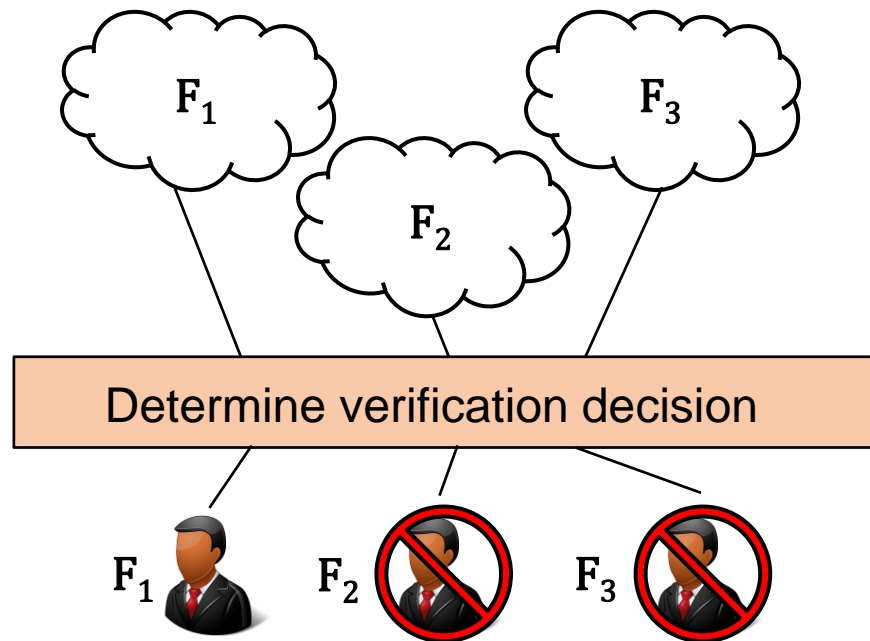 F₁
F₃
F₂
Determine verification decision
F₁
F₂
F₃